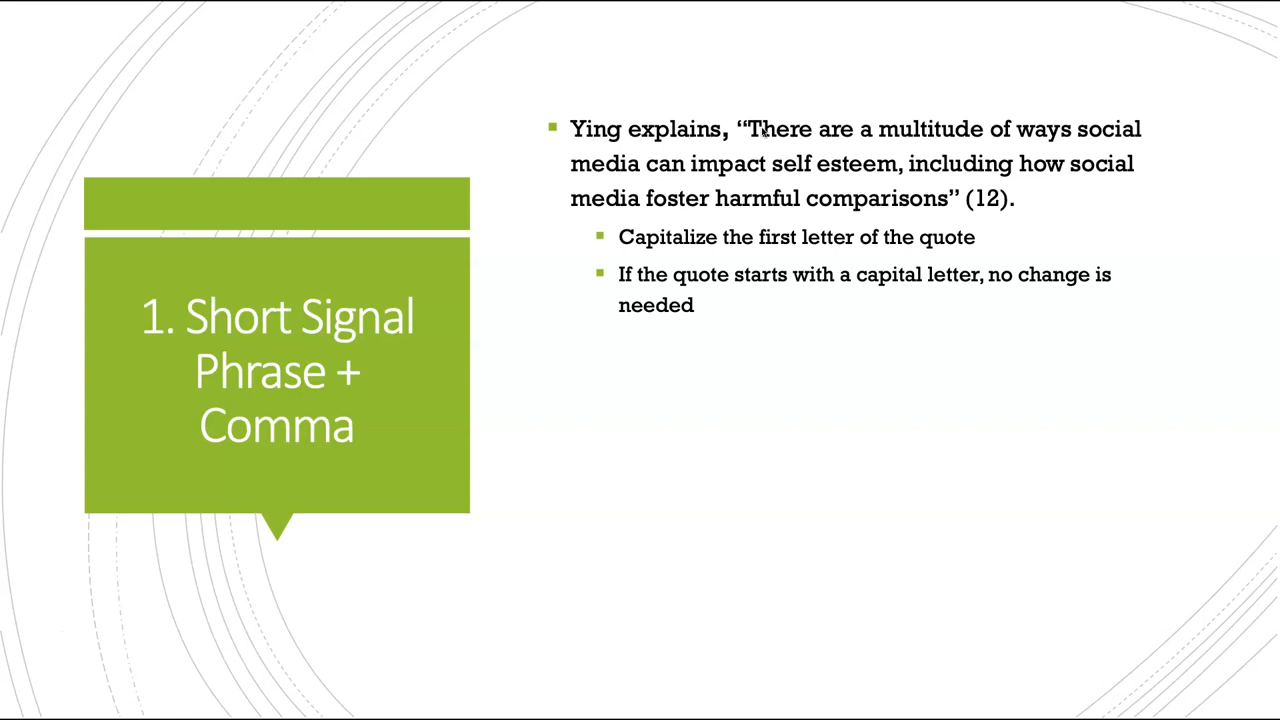 1. Short Signal
Phrase +
Comma
Ying explains, “There are a multitude of ways social
media can impact self esteem, including how social
media foster harmful comparisons” (12).
Capitalize the first letter of the quote
If the quote starts with a capital letter, no change is
needed